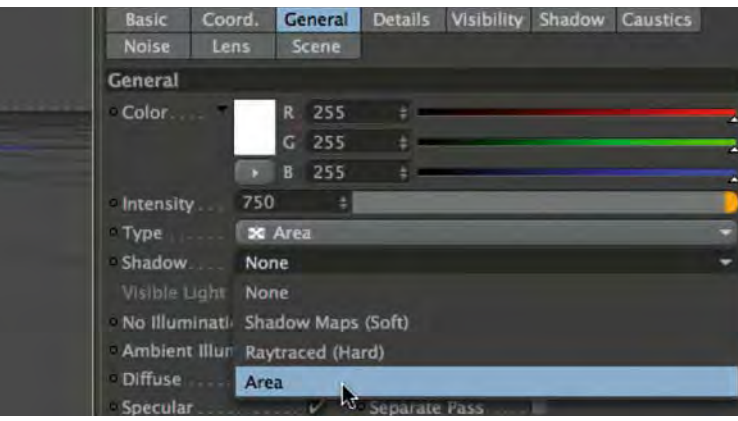 Basic Coord. General Details Visibility Shadow Caustics
Noise Lens Scene
General
Color.... R 255
G 255
B 255
Intensity... 750
Type ..... Area
Shadow.... None
Visible Light None
No Illuminati Shadow Maps (Soft)
Ambient Illum Raytraced (Hard)
Diffuse ..... Area
Specular ......... Separate Pass ....